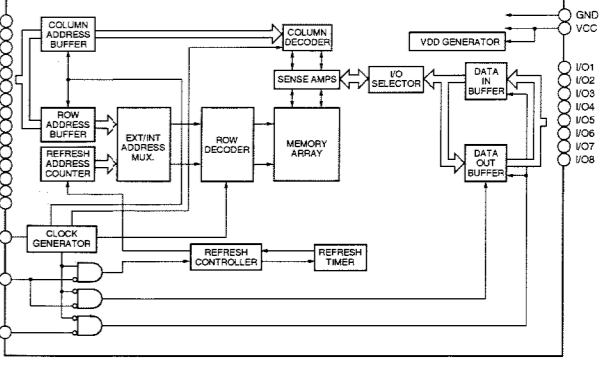 COLUMN
ADDRESS
BUFFER
COLUMN
DECODER
GND
VCC
VDD GENERATOR
SENSE AMPS
I/O
SELECTOR
DATA
IN
BUFFER
I/O1
I/O2
I/O3
I/O4
I/O5
I/O6
I/O7
I/O8
ROW
ADDRESS
BUFFER
EXT/INT
ADDRESS
MUX.
ROW
DECODER
MEMORY
ARRAY
REFRESH
ADDRESS
COUNTER
DATA
OUT
BUFFER
CLOCK
GENERATOR
REFRESH
CONTROLLER
REFRESH
TIMER